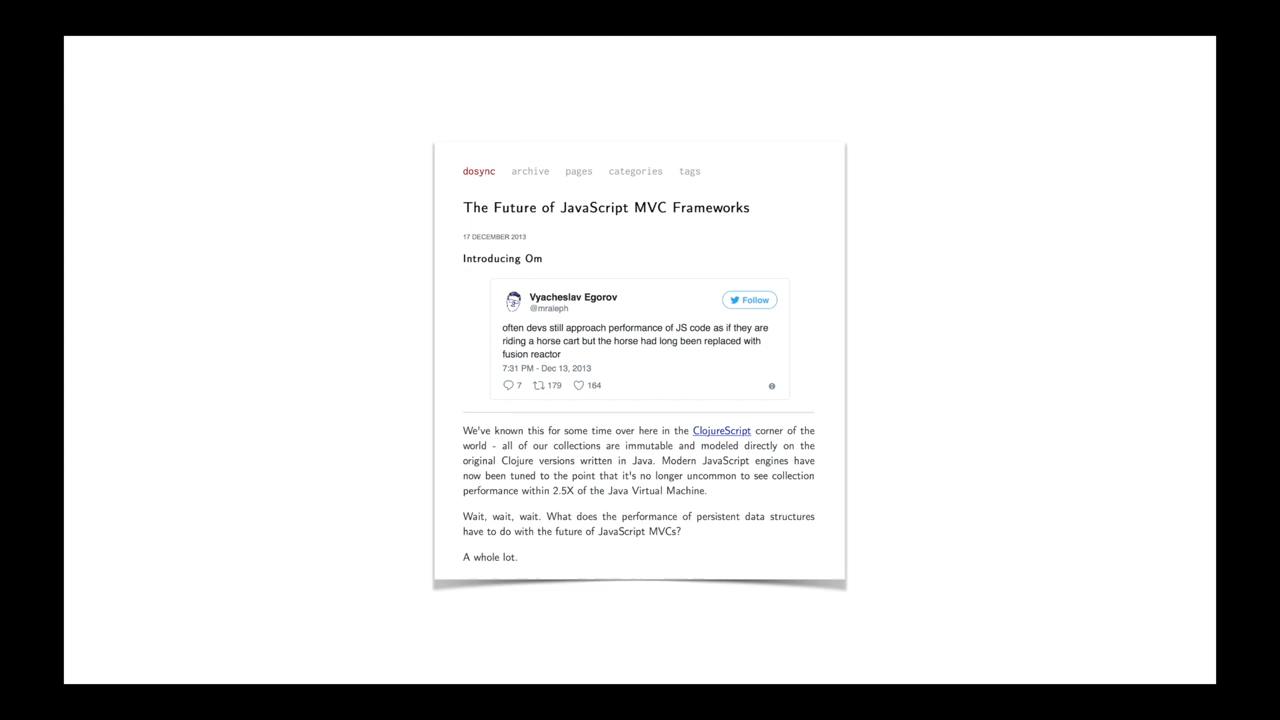 dosync archive pages categories tags
The Future of JavaScript MVC Frameworks
17 DECEMBER 2013
Introducing Om
Vyacheslav Egorov
@mraleph
Follow
often devs still approach performance of JS code as if they are
riding a horse cart but the horse had long been replaced with
fusion reactor
7:31 PM - Dec 13, 2013
7 179 164
We've known this for some time over here in the ClojureScript corner of the
world - all of our collections are immutable and modeled directly on the
original Clojure versions written in Java. Modern JavaScript engines have
now been tuned to the point that it's no longer uncommon to see collection
performance within 2.5X of the Java Virtual Machine.
Wait, wait, wait. What does the performance of persistent data structures
have to do with the future of JavaScript MVCs?
A whole lot.